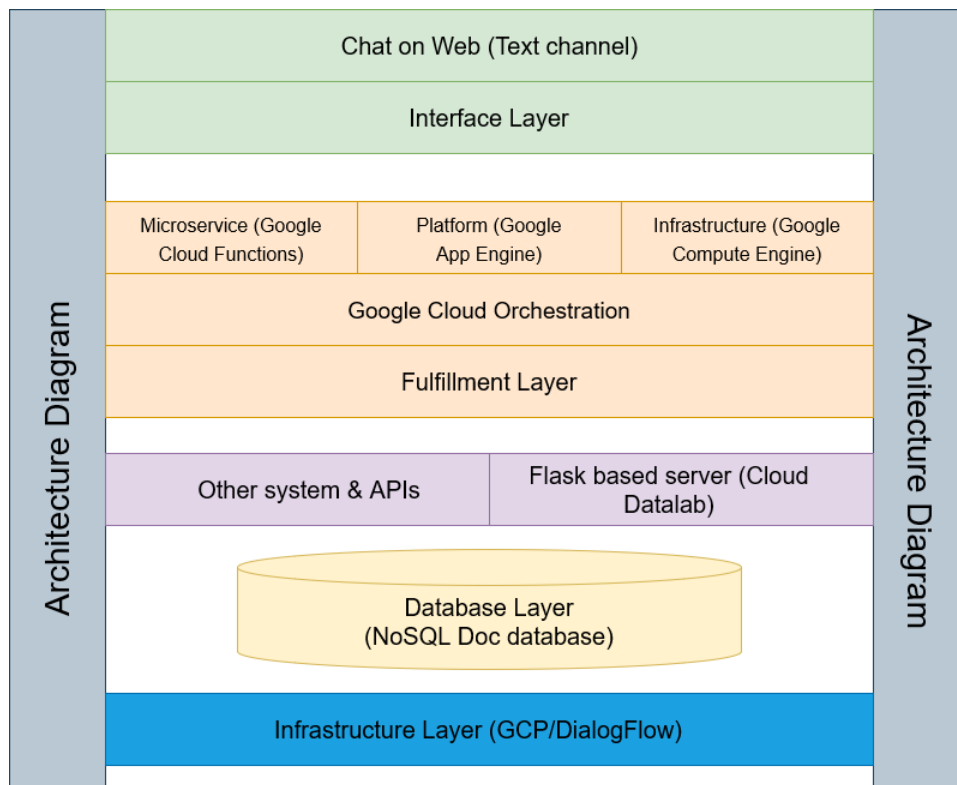 Architecture Diagram
Chat on Web (Text channel)
Interface Layer
Microservice (Google
Cloud Functions)
Platform (Google
App Engine)
Infrastructure (Google
Compute Engine)
Google Cloud Orchestration
Fulfillment Layer
Other system & APIs
Flask based server (Cloud
Datalab)
Database Layer
(NoSQL Doc database)
Infrastructure Layer (GCP/DialogFlow)
Architecture Diagram